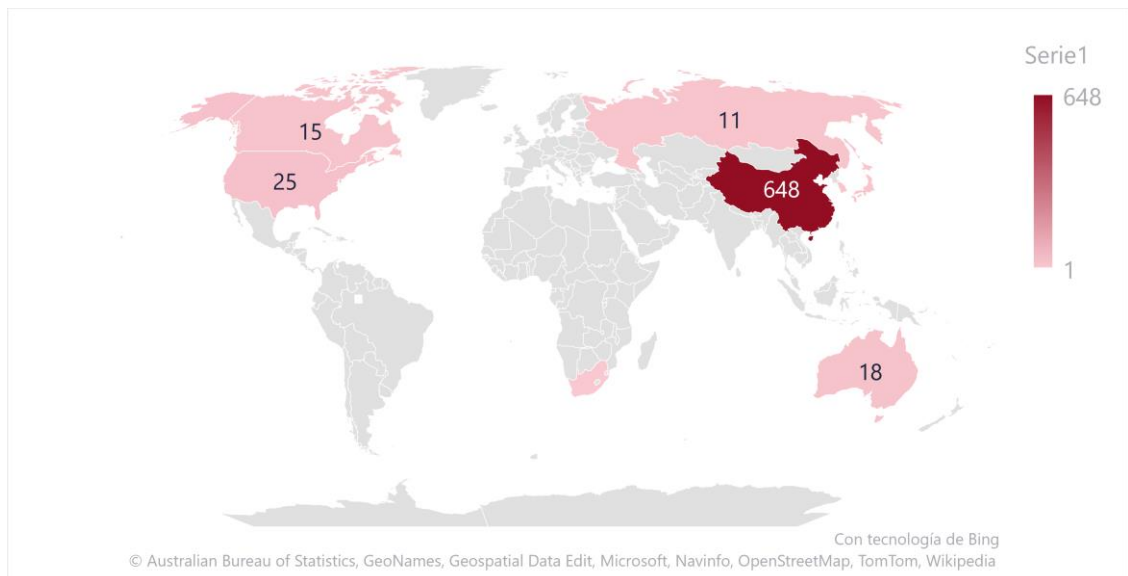 Serie1
648
1
15
11
25
648
18
Con tecnología de Bing
© Australian Bureau of Statistics, GeoNames, Geospatial Data Edit, Microsoft, Navinfo, OpenStreetMap, TomTom, Wikipedia